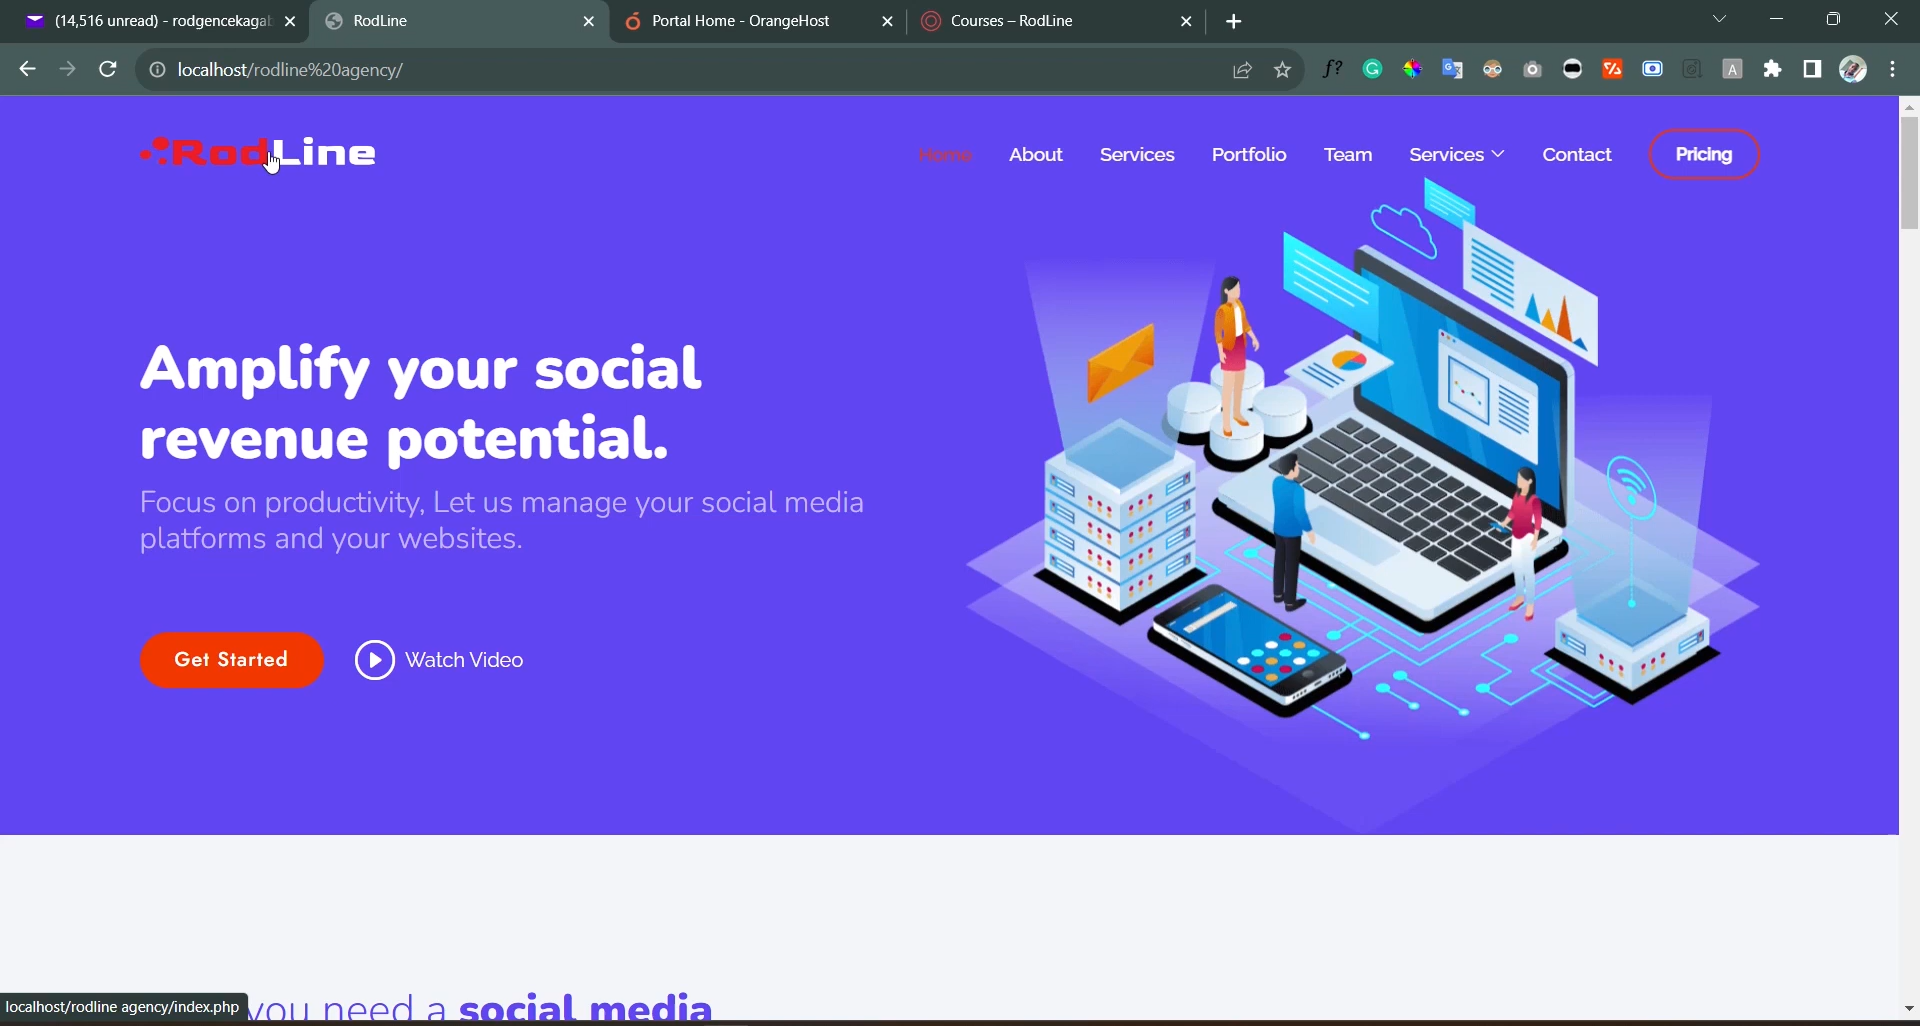 (14,516 unread) - rodgencekagab
RodLine
Portal Home - OrangeHost
Courses – RodLine
localhost/rodline%20agency/
f?
A
RodLine
Home
About
Services
Portfolio
Team
Services
Contact
Pricing
Amplify your social
revenue potential.
Focus on productivity, Let us manage your social media
platforms and your websites.
Get Started
Watch Video
localhost/rodline agency/index.php
you need a social media